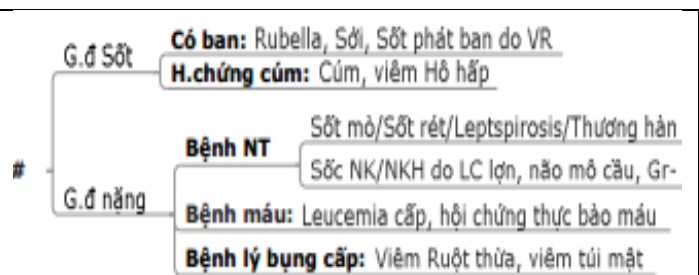 G.đ Sốt
Có ban: Rubella, Sởi, Sốt phát ban do VR
H.chứng cúm: Cúm, viêm Hô hấp
#
G.đ nặng
Bệnh NT
Sốt mò/Sốt rét/Leptspirosis/Thương hàn
Sốc NK/NKH do LC lợn, não mô cầu, Gr-
Bệnh máu: Leucemia cấp, hội chứng thực bào máu
Bệnh lý bụng cấp: Viêm Ruột thừa, viêm túi mật